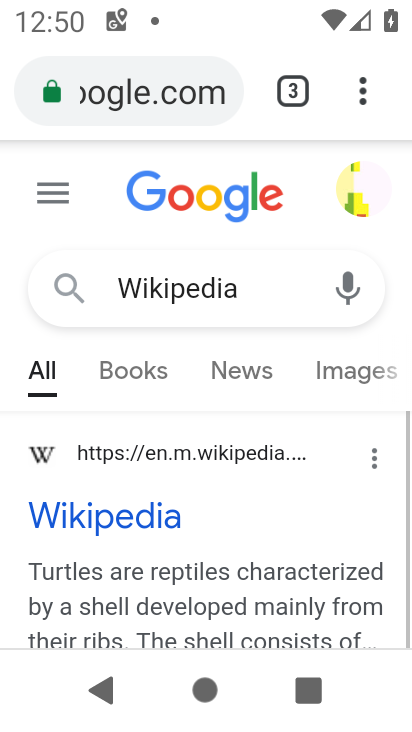 12:50
oogle.com
3
Google
Wikipedia
All Books News Images
W https://en.m.wikipedia....
Wikipedia
Turtles are reptiles characterized
by a shell developed mainly from
their ribs. The shell consists of...